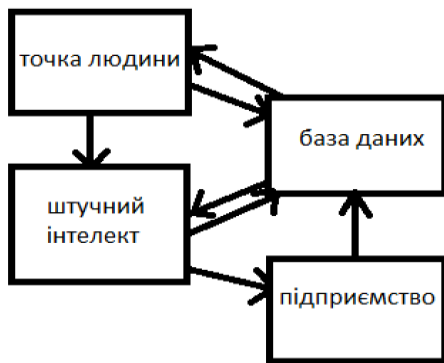 точка людини
база даних
штучний
інтелект
підприємство